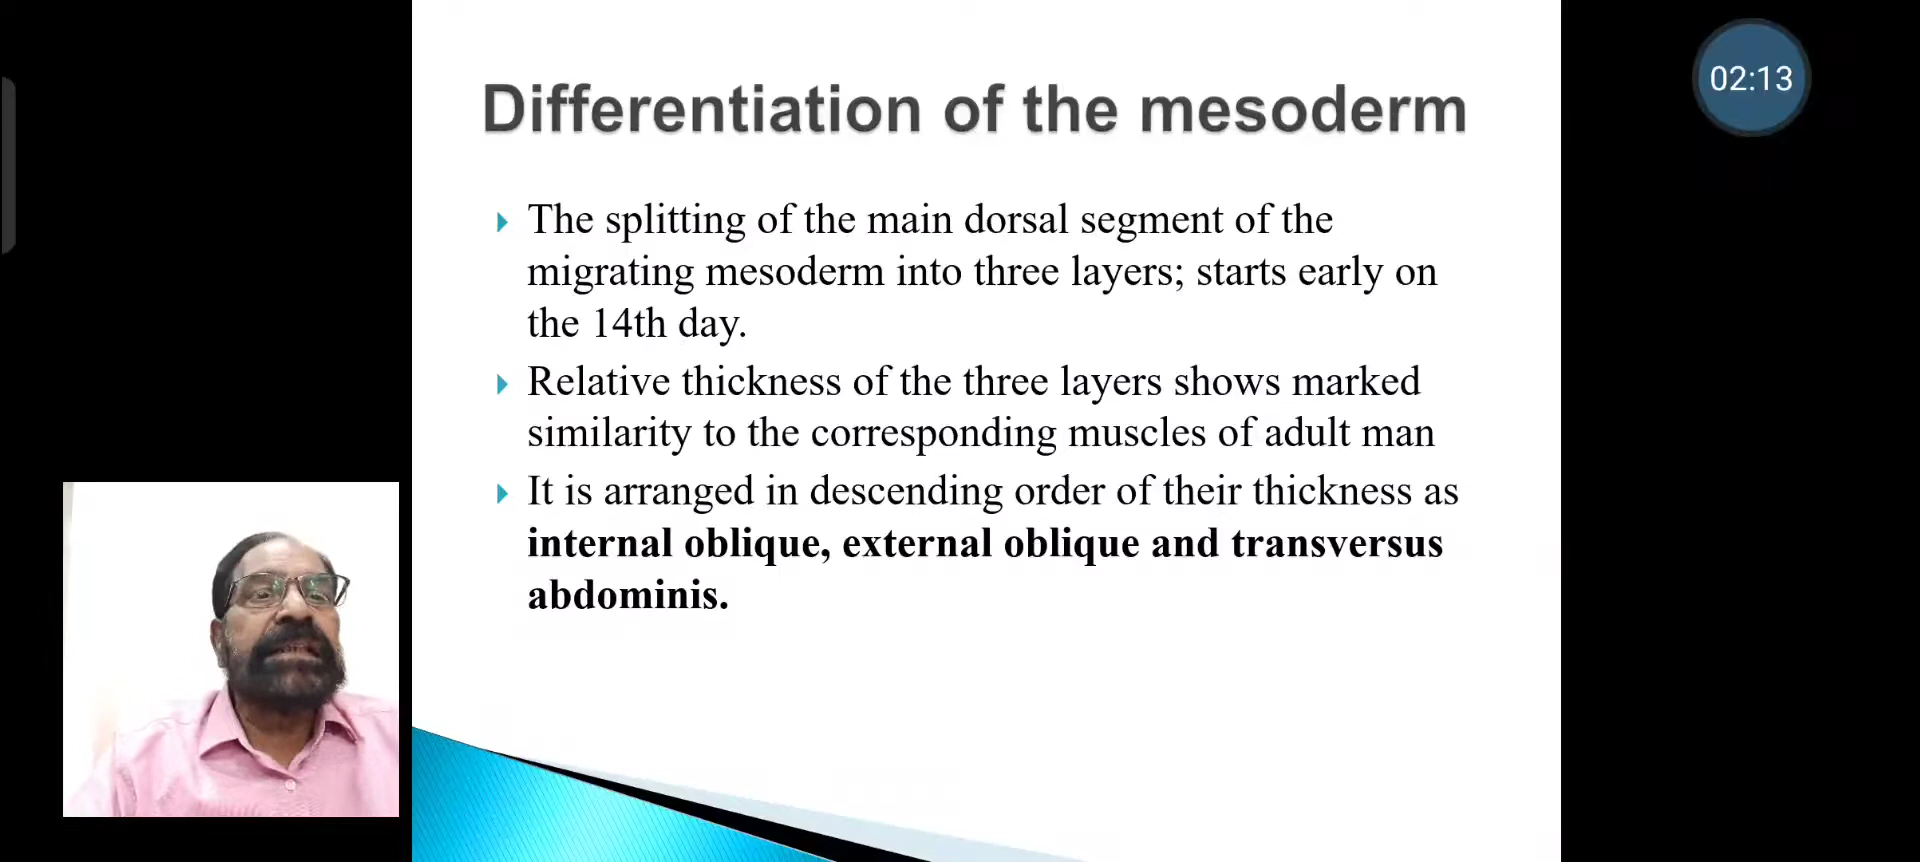 Differentiation of the mesoderm
02:13
The splitting of the main dorsal segment of the
migrating mesoderm into three layers; starts early on
the 14th day.
Relative thickness of the three layers shows marked
similarity to the corresponding muscles of adult man
It is arranged in descending order of their thickness as
internal oblique, external oblique and transversus
abdominis.